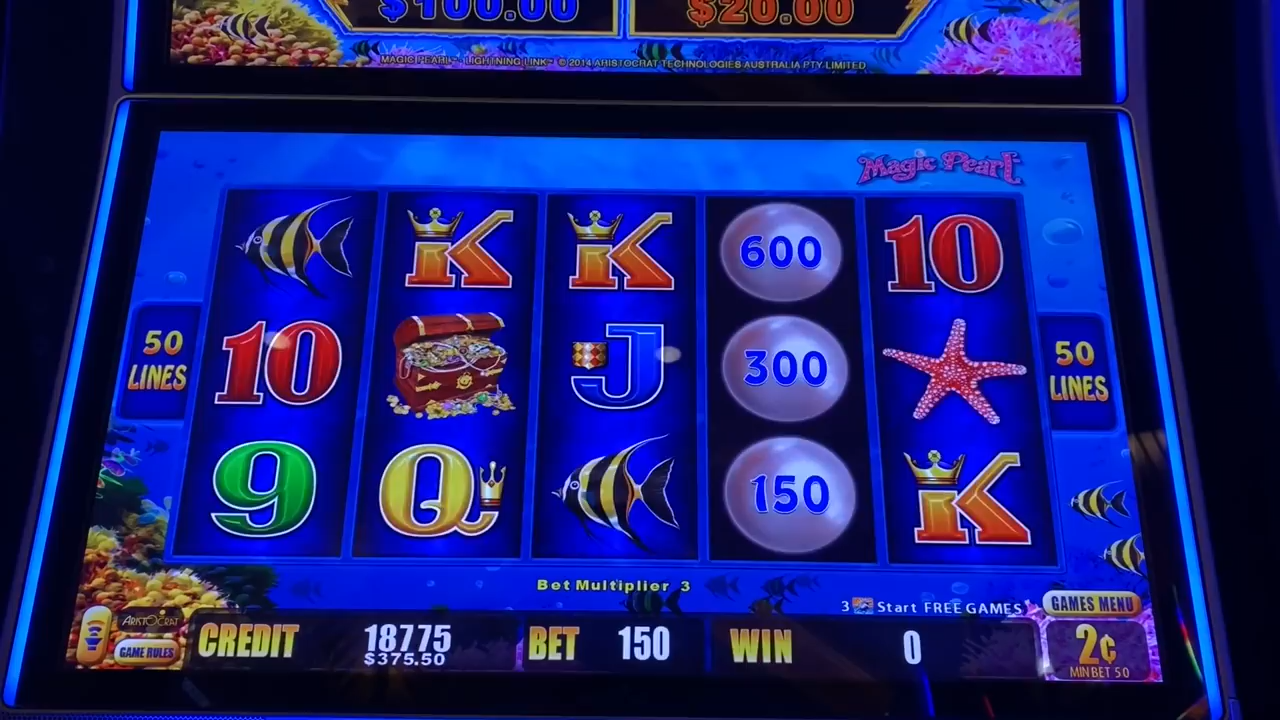 $100.00 $20.00
MAGIC PEARL™, LIGHTNING LINK™ © 2014 ARISTOCRAT TECHNOLOGIES AUSTRALIA PTY LIMITED
Magic Pearl
K K 600 10
50 LINES 10 J 300 50 LINES
9 Q 150 K
Bet Multiplier 3
3 Start FREE GAMES
GAMES MENU
ARISTOCRAT
GAME RULES
CREDIT 18775 BET 150 WIN 0 2¢
$375.50
MIN BET 50